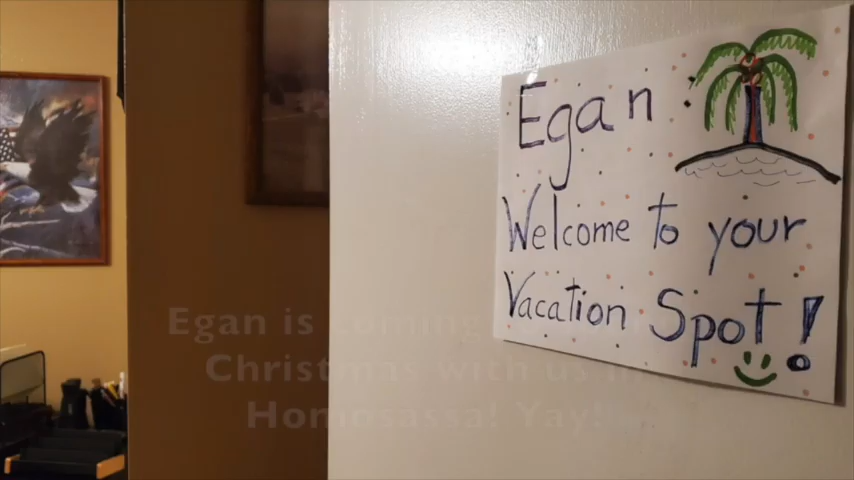 Egan
Welcome to your
Vacation Spot!
Egan is coming
Christmas with us in
Homosassa! Yay!